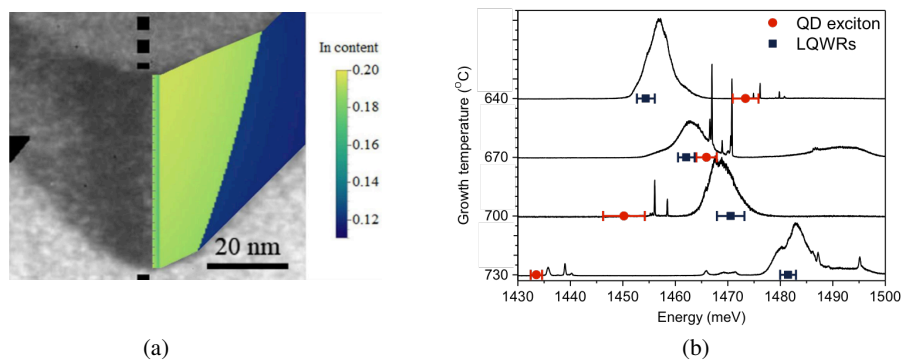 In content
0.20
0.18
0.16
0.14
0.12
20 nm
(a)
QD exciton
LQWRs
Growth temperature (°C)
640
670
700
730
1430 1440 1450 1460 1470 1480 1490 1500
Energy (meV)
(b)